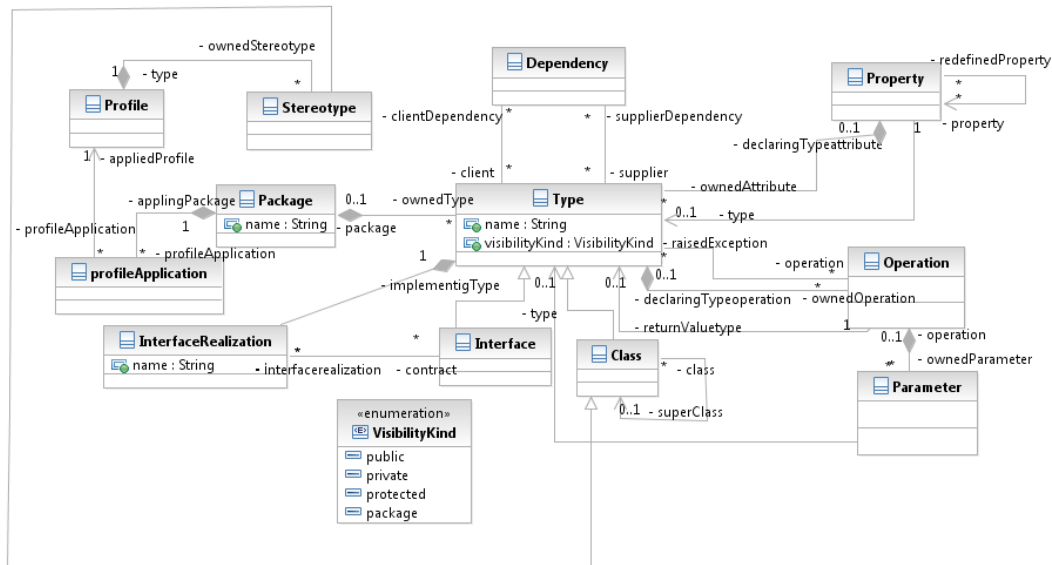 - ownedStereotype
1
- type
*
Profile
Stereotype
1
- appliedProfile
Dependency
- clientDependency
*
*
- supplierDependency
*
- client
*
- supplier
Property
- redefinedProperty
*
*
- property
0..1
1
- declaringTypeattribute
- ownedAttribute
*
0..1
- type
- applingPackage
1
Package
name : String
0..1
- ownedType
- package
*
- profileApplication
*
*
- profileApplication
profileApplication
Type
name : String
visibilityKind : VisibilityKind
- raisedException
*
- operation
*
0..1
- declaringTypeoperation
*
- ownedOperation
Operation
1
- implementigType
0..1
- type
0..1
- returnValuetype
1
0..1
- operation
*
- ownedParameter
*
Parameter
InterfaceRealization
name : String
*
- interfacerealization
*
- contract
Interface
Class
*
- class
0..1
- superClass
«enumeration»
VisibilityKind
public
private
protected
package